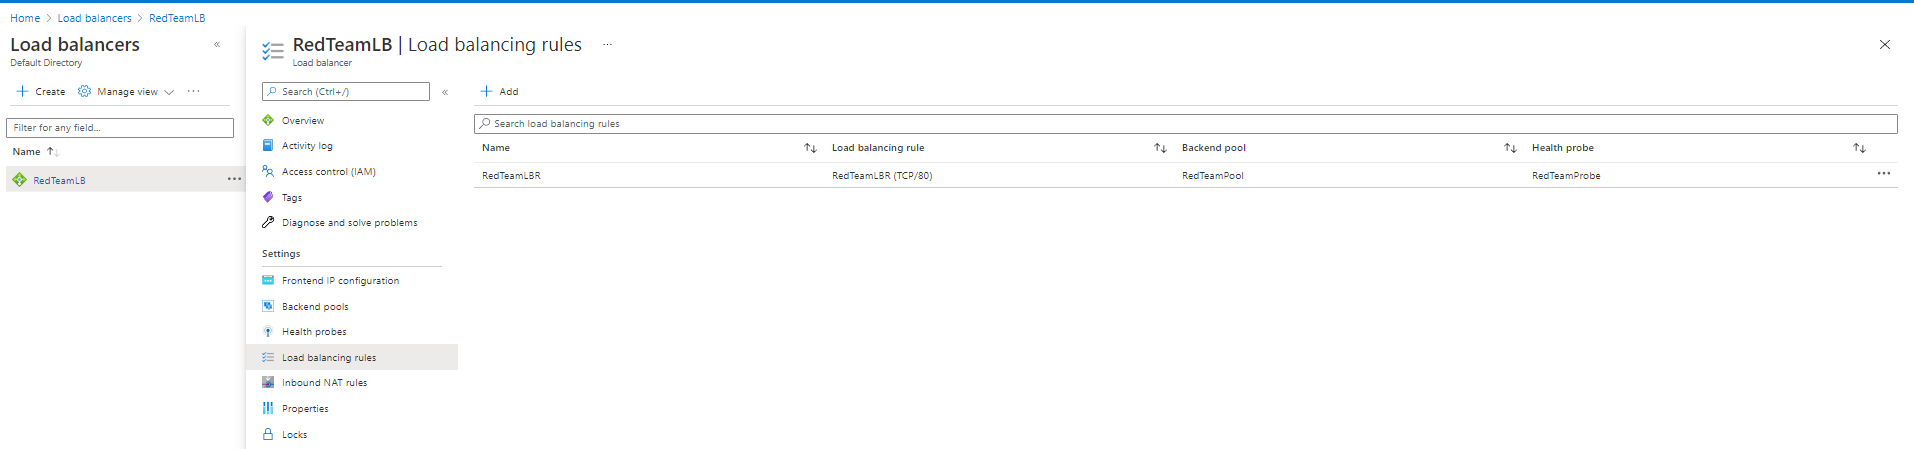 Home > Load balancers > RedTeamLB
Load balancers
Default Directory
Create Manage view ...
Filter for any field...
Name
RedTeamLB ...
RedTeamLB | Load balancing rules ...
Load balancer
Search (Ctrl+/)
Overview
Activity log
Access control (IAM)
Tags
Diagnose and solve problems
Settings
Frontend IP configuration
Backend pools
Health probes
Load balancing rules
Inbound NAT rules
Properties
Locks
Add
Search load balancing rules
Name Load balancing rule Backend pool Health probe
RedTeamLBR RedTeamLBR (TCP/80) RedTeamPool RedTeamProbe ...